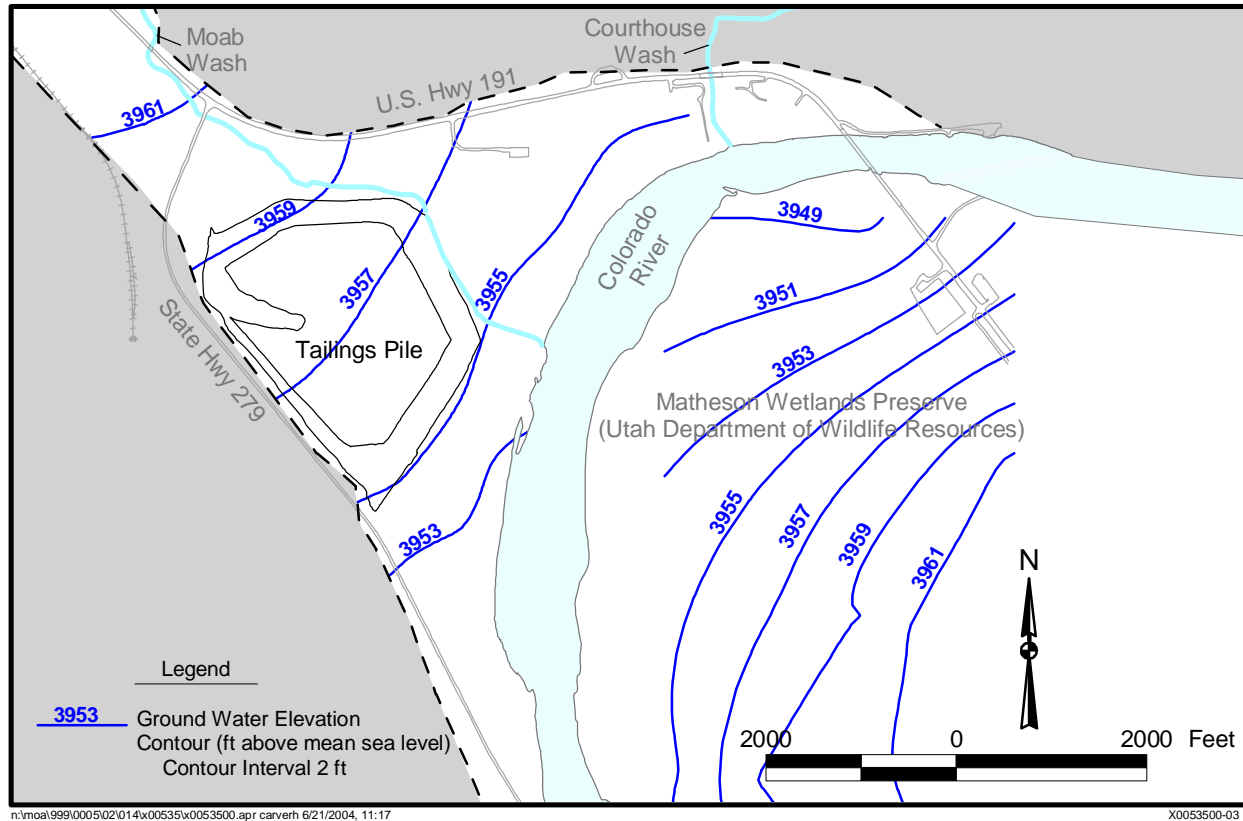 Moab
Wash
Courthouse
Wash
U.S. Hwy 191
3961
3959
3957
3955
3953
Tailings Pile
State Hwy 279
Colorado
River
3949
3951
3953
3955
3957
3959
3961
Matheson Wetlands Preserve
(Utah Department of Wildlife Resources)
N
Legend
3953 Ground Water Elevation
Contour (ft above mean sea level)
Contour Interval 2 ft
2000 0 2000 Feet
n:\moa\999\0005\02\014\x00535\x0053500.apr carverh 6/21/2004, 11:17
X0053500-03